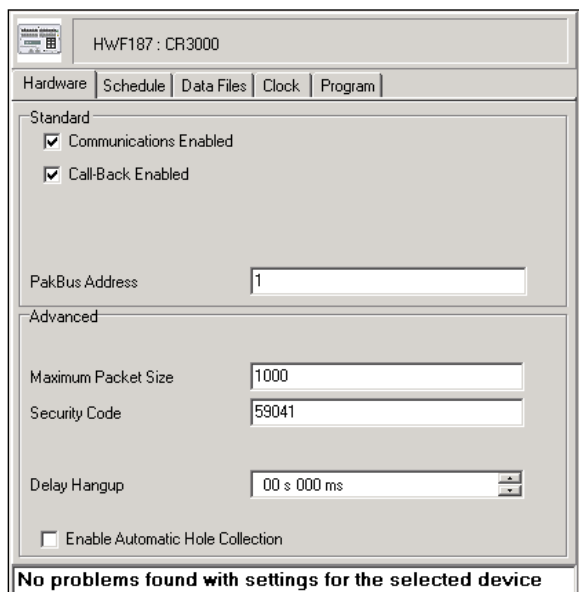 HWF187 : CR3000
Hardware Schedule Data Files Clock Program
Standard
Communications Enabled
Call-Back Enabled
PakBus Address 1
Advanced
Maximum Packet Size 1000
Security Code 59041
Delay Hangup 00 s 000 ms
Enable Automatic Hole Collection
No problems found with settings for the selected device